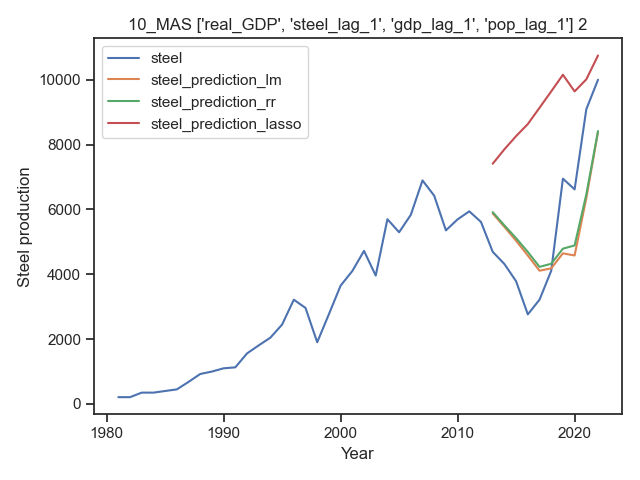 10_MAS ['real_GDP', 'steel_lag_1', 'gdp_lag_1', 'pop_lag_1'] 2
steel
steel_prediction_lm
steel_prediction_rr
steel_prediction_lasso
10000
8000
6000
4000
2000
0
Steel production
1980
1990
2000
2010
2020
Year